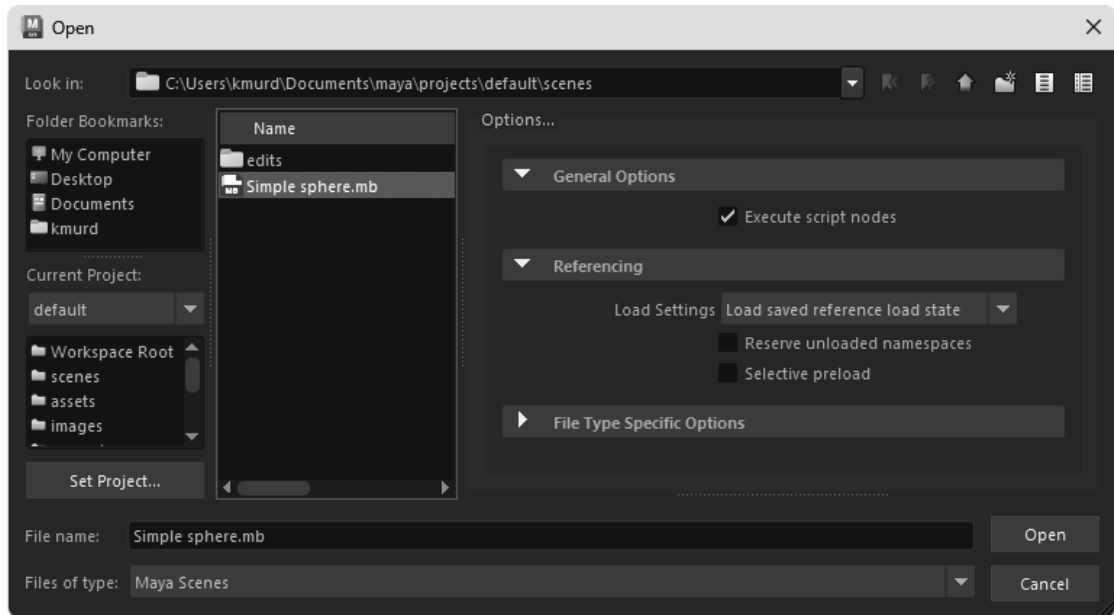 Open
Look in:
C:\Users\kmurd\Documents\maya\projects\default\scenes
Folder Bookmarks:
My Computer
Desktop
Documents
kmurd
Current Project:
default
Workspace Root
scenes
assets
images
Set Project...
Name
edits
Simple sphere.mb
Options...
General Options
Execute script nodes
Referencing
Load Settings Load saved reference load state
Reserve unloaded namespaces
Selective preload
File Type Specific Options
File name: Simple sphere.mb
Open
Files of type: Maya Scenes
Cancel